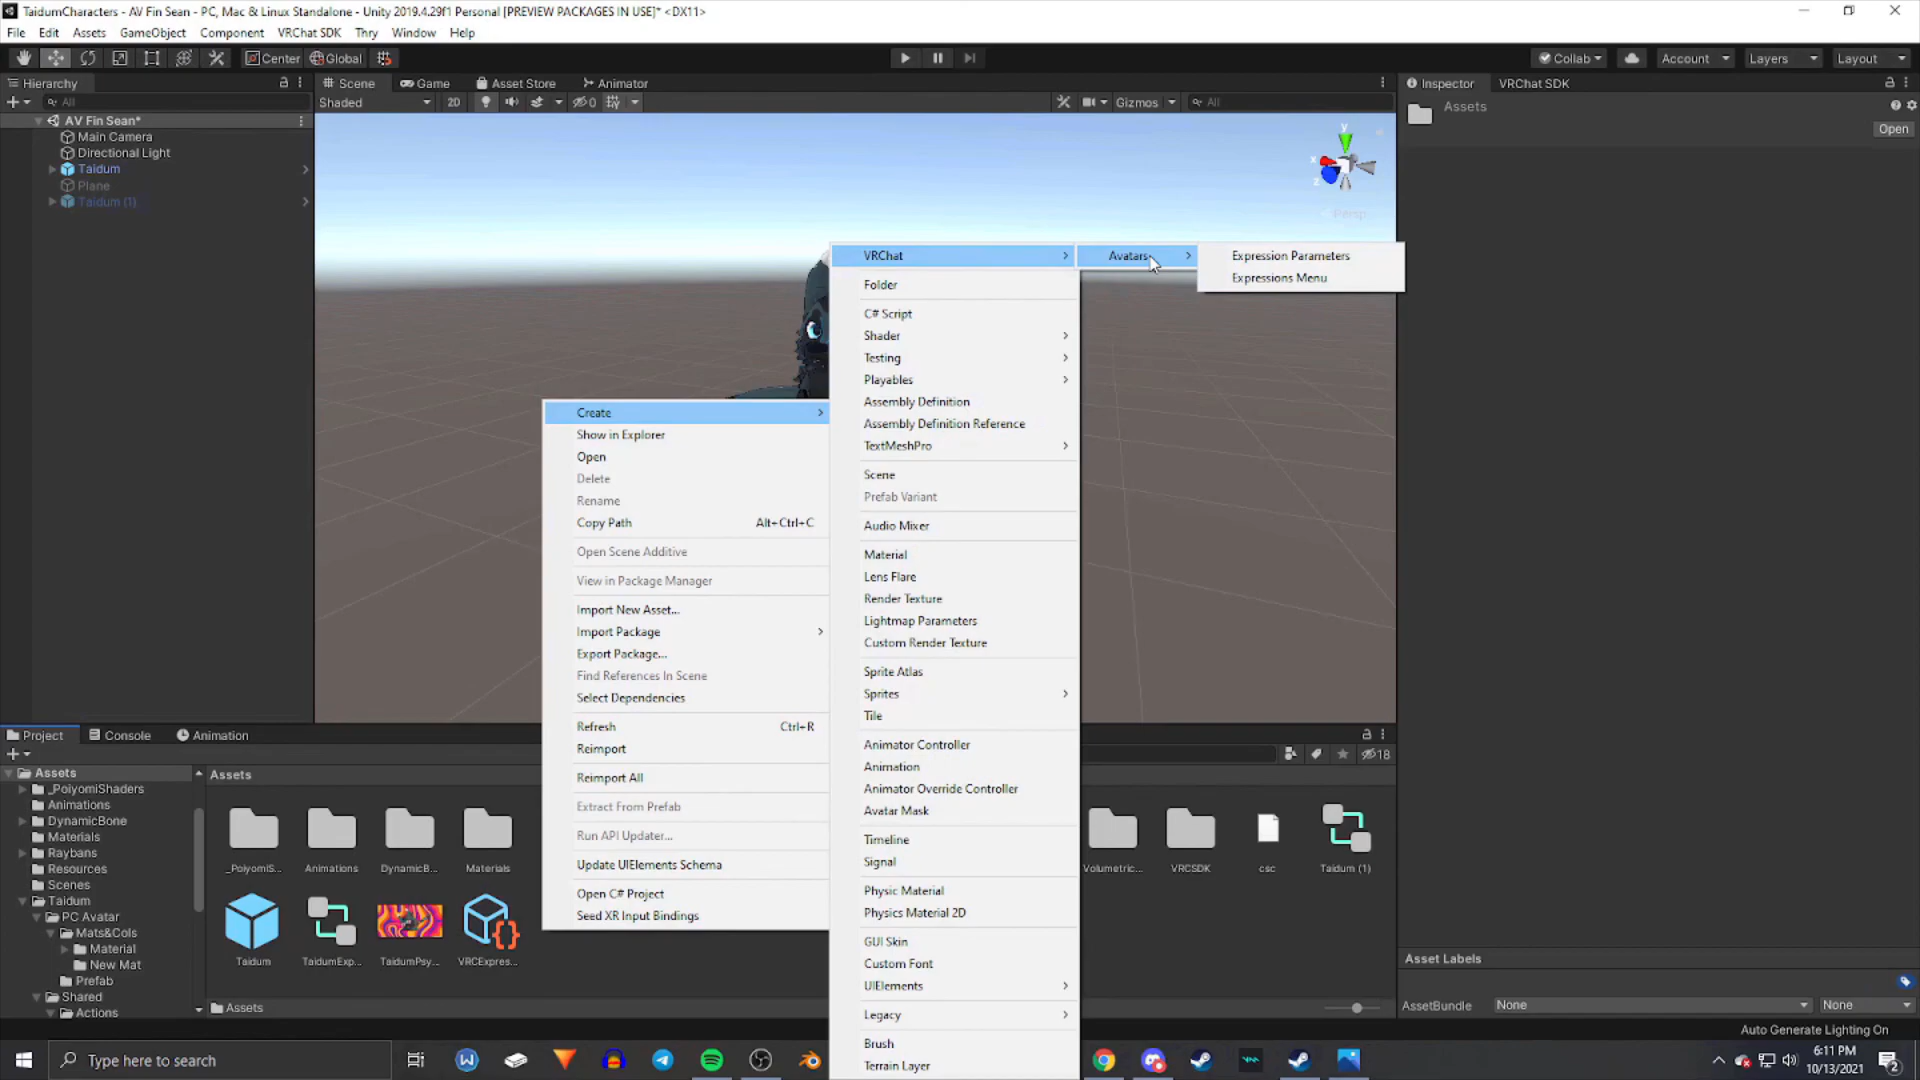 TaidumCharacters - AV Fin Sean - PC, Mac & Linux Standalone - Unity 2019.4.29f1 Personal [PREVIEW PACKAGES IN USE]* <DX11>
File Edit Assets GameObject Component VRChat SDK Thry Window Help
Center Global Collab Account Layers Layout
Hierarchy Scene Game Asset Store Animator Inspector VRChat SDK
All Shaded 2D 0 Gizmos All Assets
Open
AV Fin Sean*
Main Camera
Directional Light
Taidum
Plane
Taidum (1)
y
x
z
Persp
Create
Show in Explorer
Open
Delete
Rename
Copy Path Alt+Ctrl+C
Open Scene Additive
View in Package Manager
Import New Asset...
Import Package
Export Package...
Find References In Scene
Select Dependencies
Refresh Ctrl+R
Reimport
Reimport All
Extract From Prefab
Run API Updater...
Update UIElements Schema
Open C# Project
Seed XR Input Bindings
VRChat
Folder
C# Script
Shader
Testing
Playables
Assembly Definition
Assembly Definition Reference
TextMeshPro
Scene
Prefab Variant
Audio Mixer
Material
Lens Flare
Render Texture
Lightmap Parameters
Custom Render Texture
Sprite Atlas
Sprites
Tile
Animator Controller
Animation
Animator Override Controller
Avatar Mask
Timeline
Signal
Physic Material
Physics Material 2D
GUI Skin
Custom Font
UIElements
Legacy
Brush
Terrain Layer
Avatars
Expression Parameters
Expressions Menu
Project Console Animation
18
Assets
_PoiyomiShaders
Animations
DynamicBone
Materials
Raybans
Resources
Scenes
Taidum
PC Avatar
Mats&Cols
Material
New Mat
Prefab
Shared
Actions
Assets
_PoiyomiS... Animations DynamicB... Materials Volumetric... VRCSDK csc Taidum (1)
Taidum TaidumExp... TaidumPsy... VRCExpres...
Assets
Asset Labels
AssetBundle None None
Auto Generate Lighting On
Type here to search
6:11 PM
10/13/2021
2